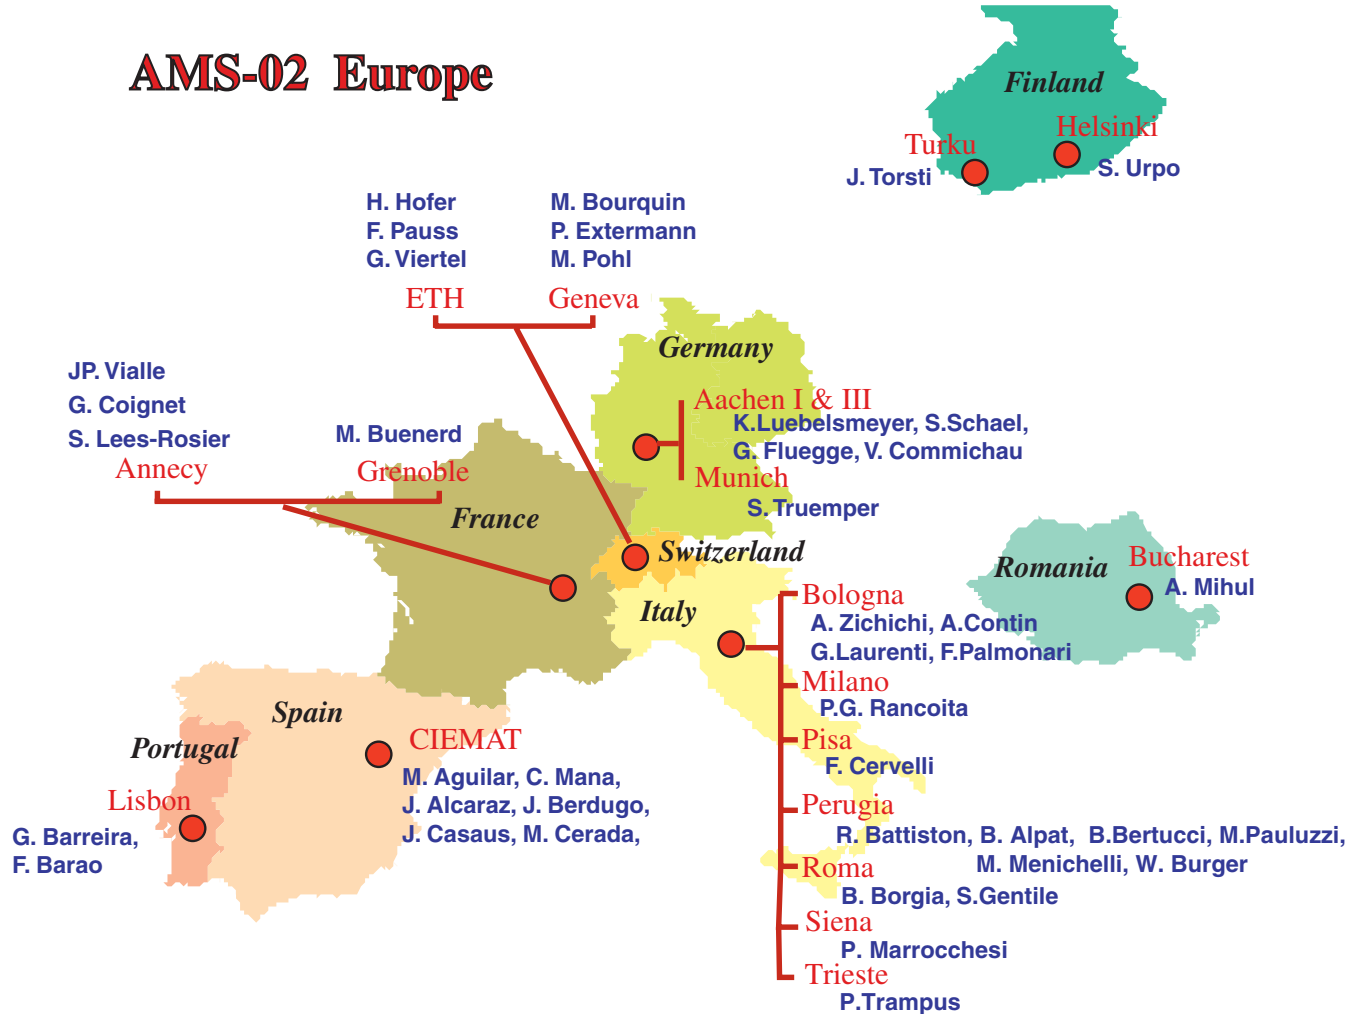 AMS-02 Europe
Finland
Helsinki
Turku
S. Urpo
J. Torsti
H. Hofer
F. Pauss
G. Viertel
ETH
M. Bourquin
P. Extermann
M. Pohl
Geneva
Germany
Aachen I & III
K.Luebelsmeyer, S.Schael,
G. Fluegge, V. Commichau
Munich
S. Truemper
JP. Vialle
G. Coignet
S. Lees-Rosier
Annecy
M. Buenerd
Grenoble
France
Switzerland
Romania
Bucharest
A. Mihul
Italy
Bologna
A. Zichichi, A.Contin
G.Laurenti, F.Palmonari
Milano
P.G. Rancoita
Pisa
F. Cervelli
Perugia
R. Battiston, B. Alpat, B.Bertucci, M.Pauluzzi,
M. Menichelli, W. Burger
Roma
B. Borgia, S.Gentile
Siena
P. Marrocchesi
Trieste
P.Trampus
Spain
CIEMAT
M. Aguilar, C. Mana,
J. Alcaraz, J. Berdugo,
J. Casaus, M. Cerada,
Portugal
Lisbon
G. Barreira,
F. Barao